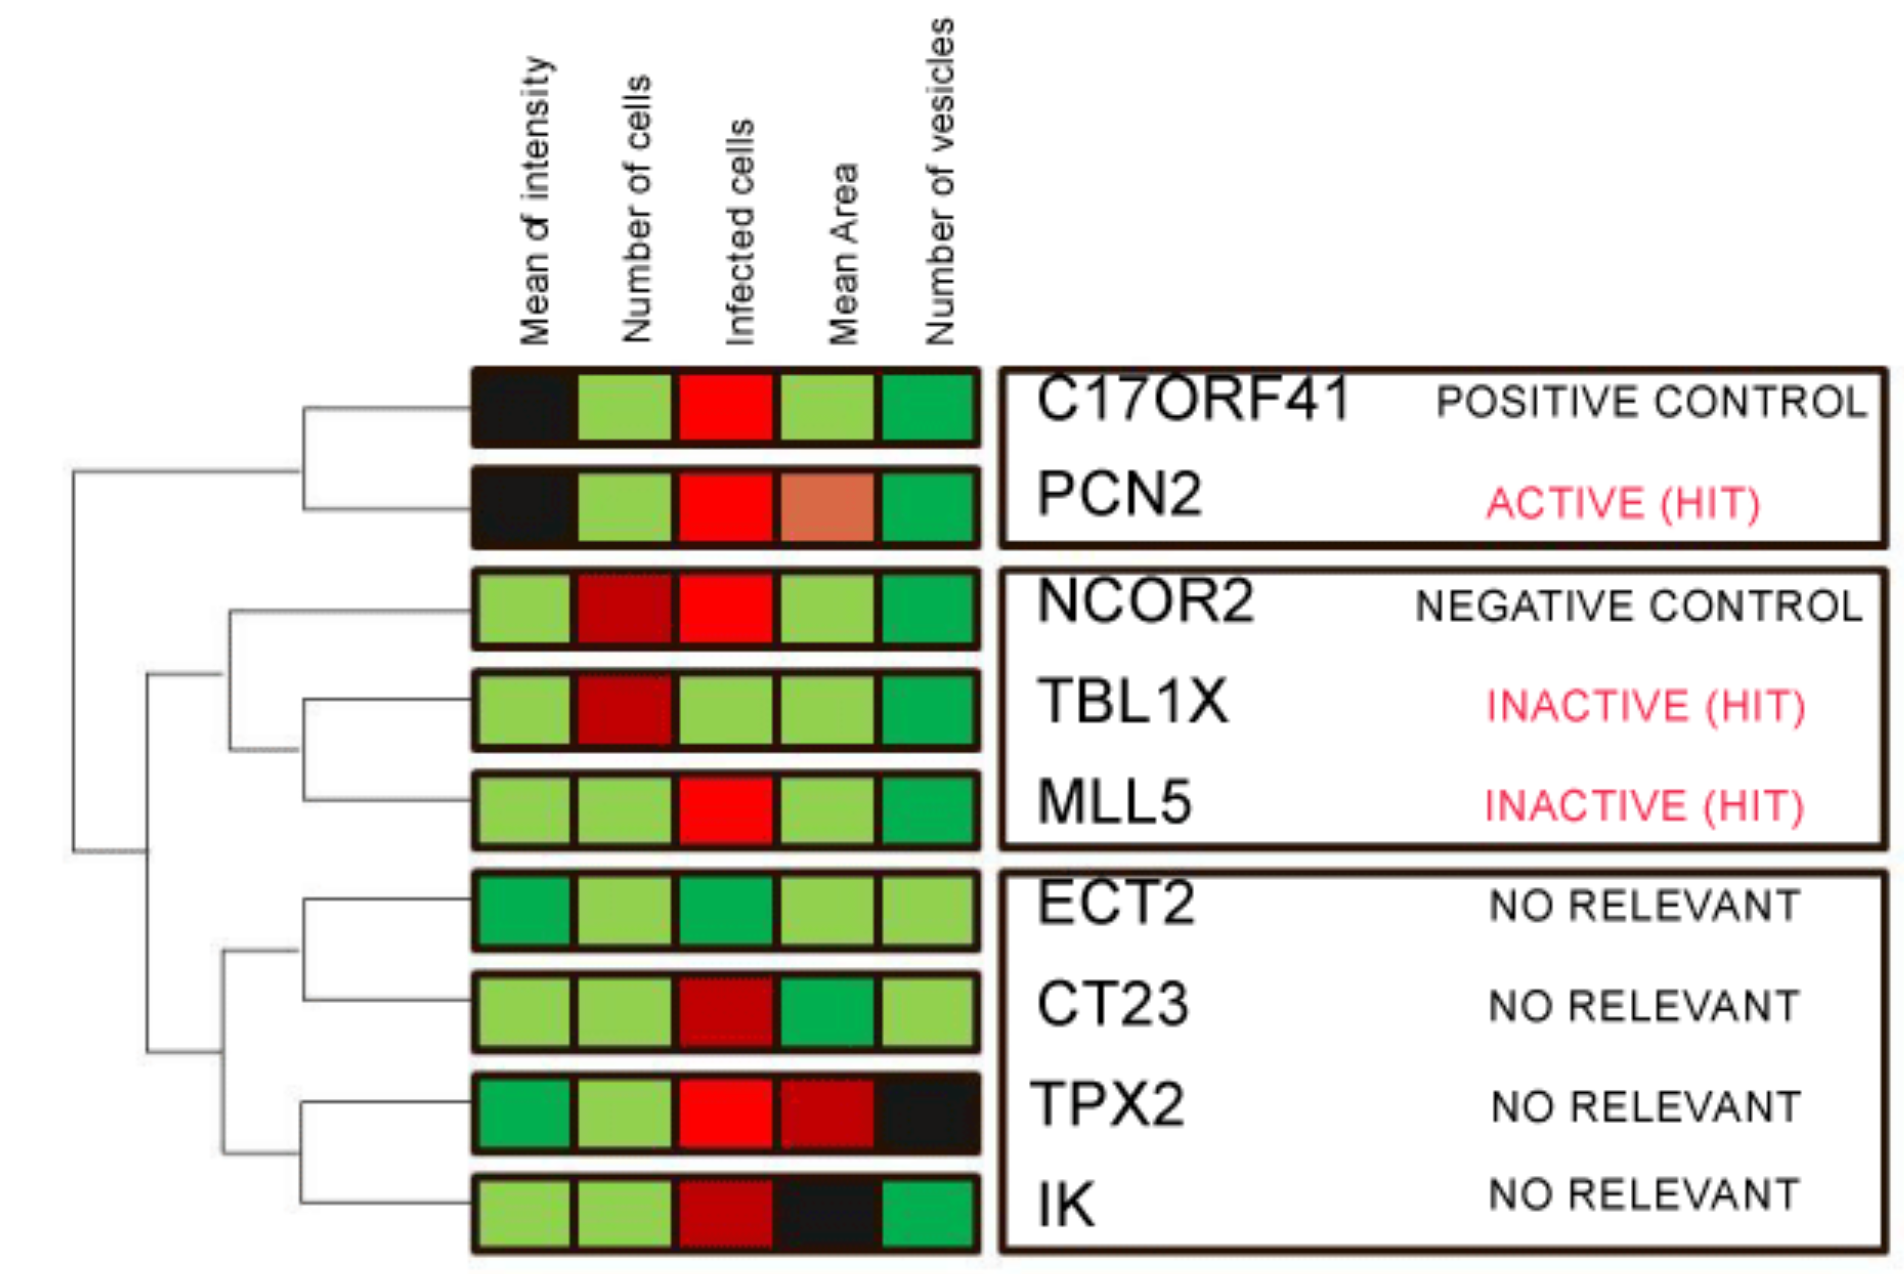 Mean of intensity
Number of cells
Infected cells
Mean Area
Number of vesicles
C17ORF41 POSITIVE CONTROL
PCN2 ACTIVE (HIT)
NCOR2 NEGATIVE CONTROL
TBL1X INACTIVE (HIT)
MLL5 INACTIVE (HIT)
ECT2 NO RELEVANT
CT23 NO RELEVANT
TPX2 NO RELEVANT
IK NO RELEVANT